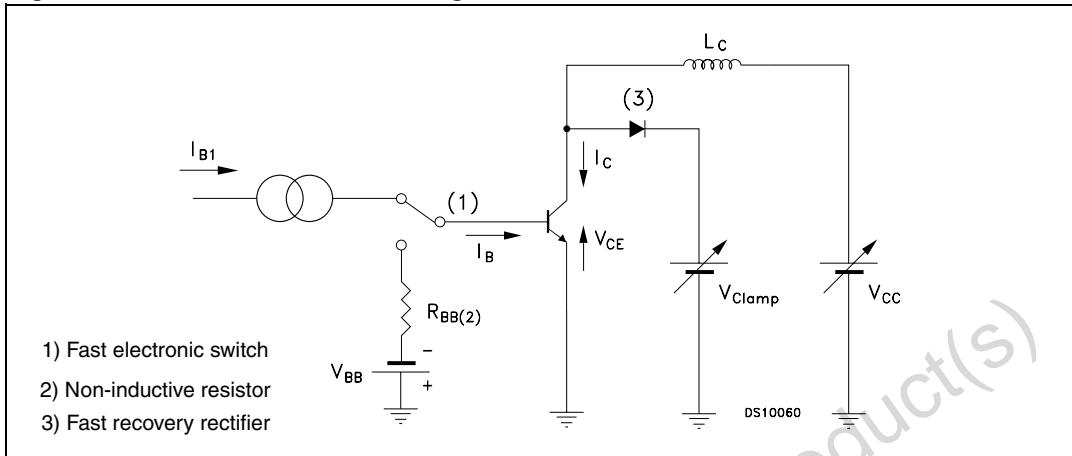 L_C
(3)
I_B1
I_C
(1)
I_B
V_CE
V_Clamp
V_CC
R_BB(2)
V_BB
−
+
1) Fast electronic switch
2) Non-inductive resistor
3) Fast recovery rectifier
DS10060
oduct(s)